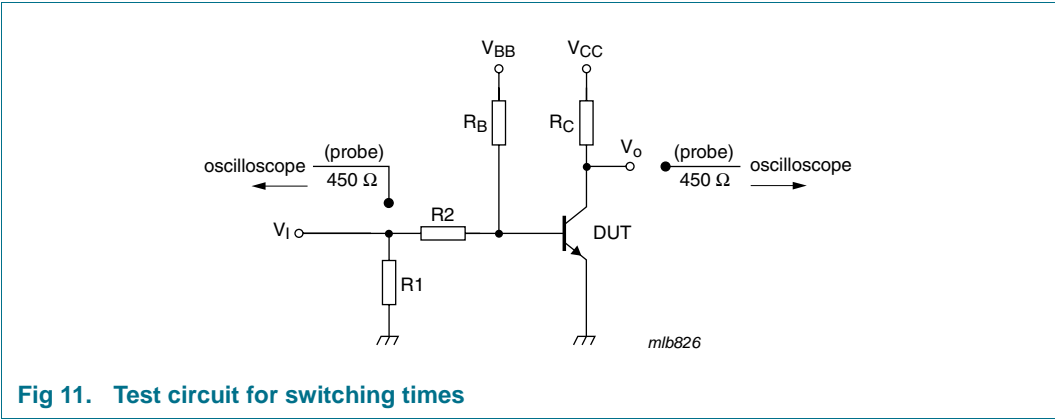 VBB VCC
RB RC
Vo
oscilloscope (probe) 450 Ω
(probe) 450 Ω oscilloscope
VI R2 DUT
R1
mlb826
Fig 11. Test circuit for switching times